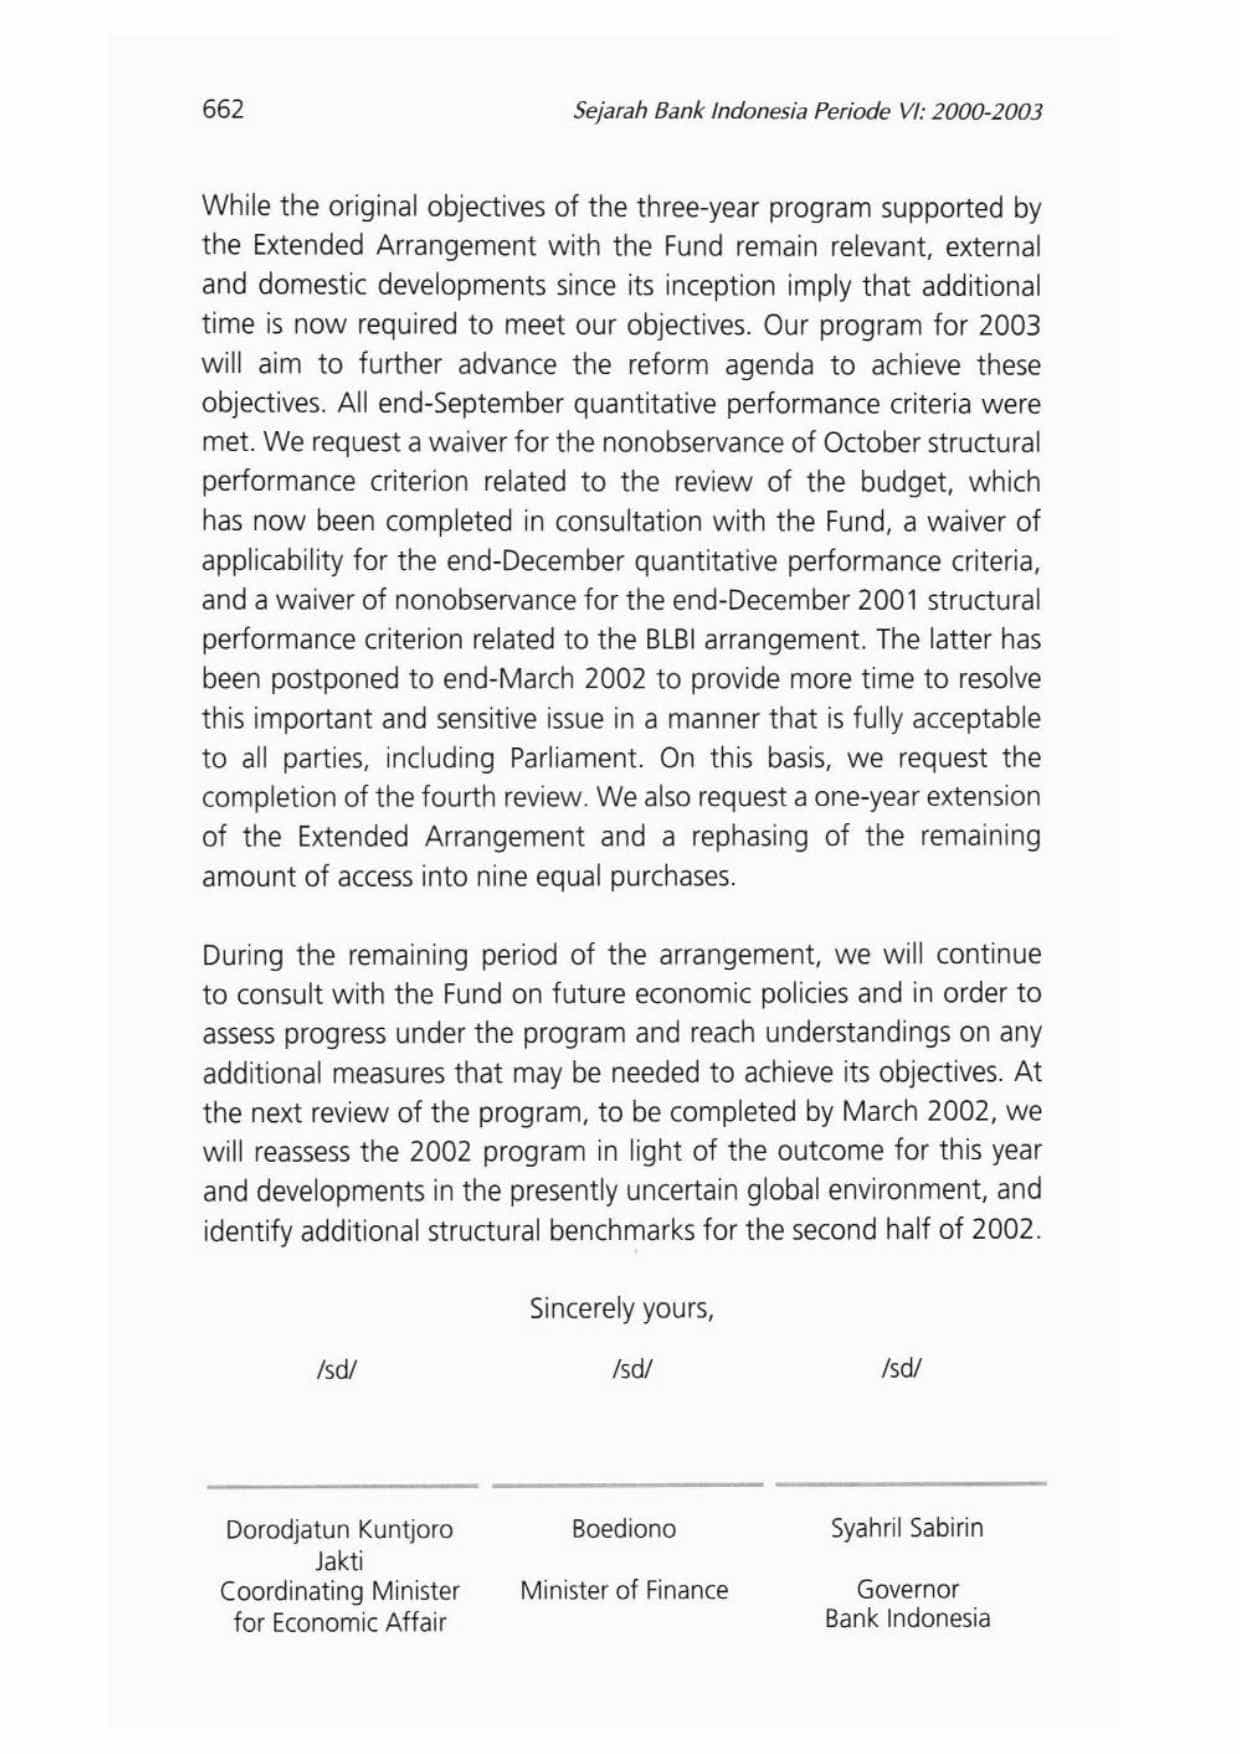 662
Sejarah Bank Indonesia Periode VI: 2000-2003
While the original objectives of the three-year program supported by
the Extended Arrangement with the Fund remain relevant, external
and domestic developments since its inception imply that additional
time is now required to meet our objectives. Our program for 2003
will aim to further advance the reform agenda to achieve these
objectives. All end-September quantitative performance criteria were
met. We request a waiver for the nonobservance of October structural
performance criterion related to the review of the budget, which
has now been completed in consultation with the Fund, a waiver of
applicability for the end-December quantitative performance criteria,
and a waiver of nonobservance for the end-December 2001 structural
performance criterion related to the BLBI arrangement. The latter has
been postponed to end-March 2002 to provide more time to resolve
this important and sensitive issue in a manner that is fully acceptable
to all parties, including Parliament. On this basis, we request the
completion of the fourth review. We also request a one-year extension
of the Extended Arrangement and a rephasing of the remaining
amount of access into nine equal purchases.
During the remaining period of the arrangement, we will continue
to consult with the Fund on future economic policies and in order to
assess progress under the program and reach understandings on any
additional measures that may be needed to achieve its objectives. At
the next review of the program, to be completed by March 2002, we
will reassess the 2002 program in light of the outcome for this year
and developments in the presently uncertain global environment, and
identify additional structural benchmarks for the second half of 2002.
Sincerely yours,
/sd/ /sd/ /sd/
Dorodjatun Kuntjoro Boediono Syahril Sabirin
Jakti
Coordinating Minister Minister of Finance Governor
for Economic Affair Bank Indonesia